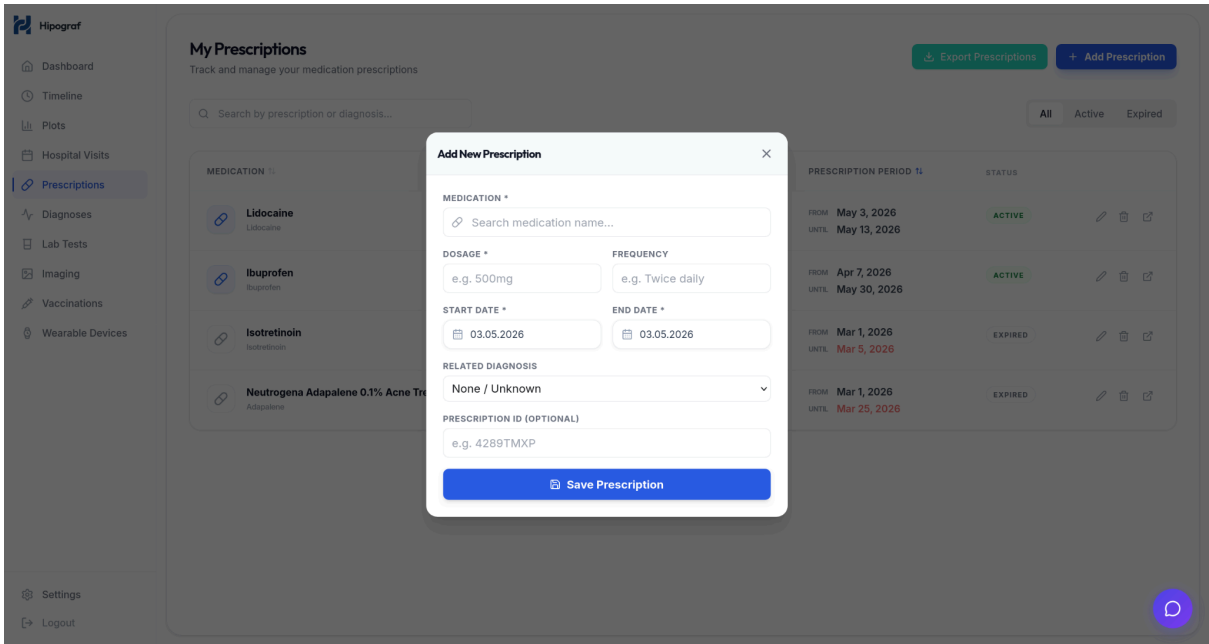 Hipograf
Dashboard
Timeline
Plots
Hospital Visits
Prescriptions
Diagnoses
Lab Tests
Imaging
Vaccinations
Wearable Devices
Settings
Logout
My Prescriptions
Track and manage your medication prescriptions
Export Prescriptions
+ Add Prescription
Search by prescription or diagnosis...
All Active Expired
MEDICATION PRESCRIPTION PERIOD STATUS
Lidocaine
Lidocaine
FROM May 3, 2026
UNTIL May 13, 2026
ACTIVE
Ibuprofen
Ibuprofen
FROM Apr 7, 2026
UNTIL May 30, 2026
ACTIVE
Isotretinoin
Isotretinoin
FROM Mar 1, 2026
UNTIL Mar 5, 2026
EXPIRED
Neutrogena Adapalene 0.1% Acne Tre
Adapalene
FROM Mar 1, 2026
UNTIL Mar 25, 2026
EXPIRED
Add New Prescription
MEDICATION *
Search medication name...
DOSAGE * FREQUENCY
e.g. 500mg e.g. Twice daily
START DATE * END DATE *
03.05.2026 03.05.2026
RELATED DIAGNOSIS
None / Unknown
PRESCRIPTION ID (OPTIONAL)
e.g. 4289TMXP
Save Prescription